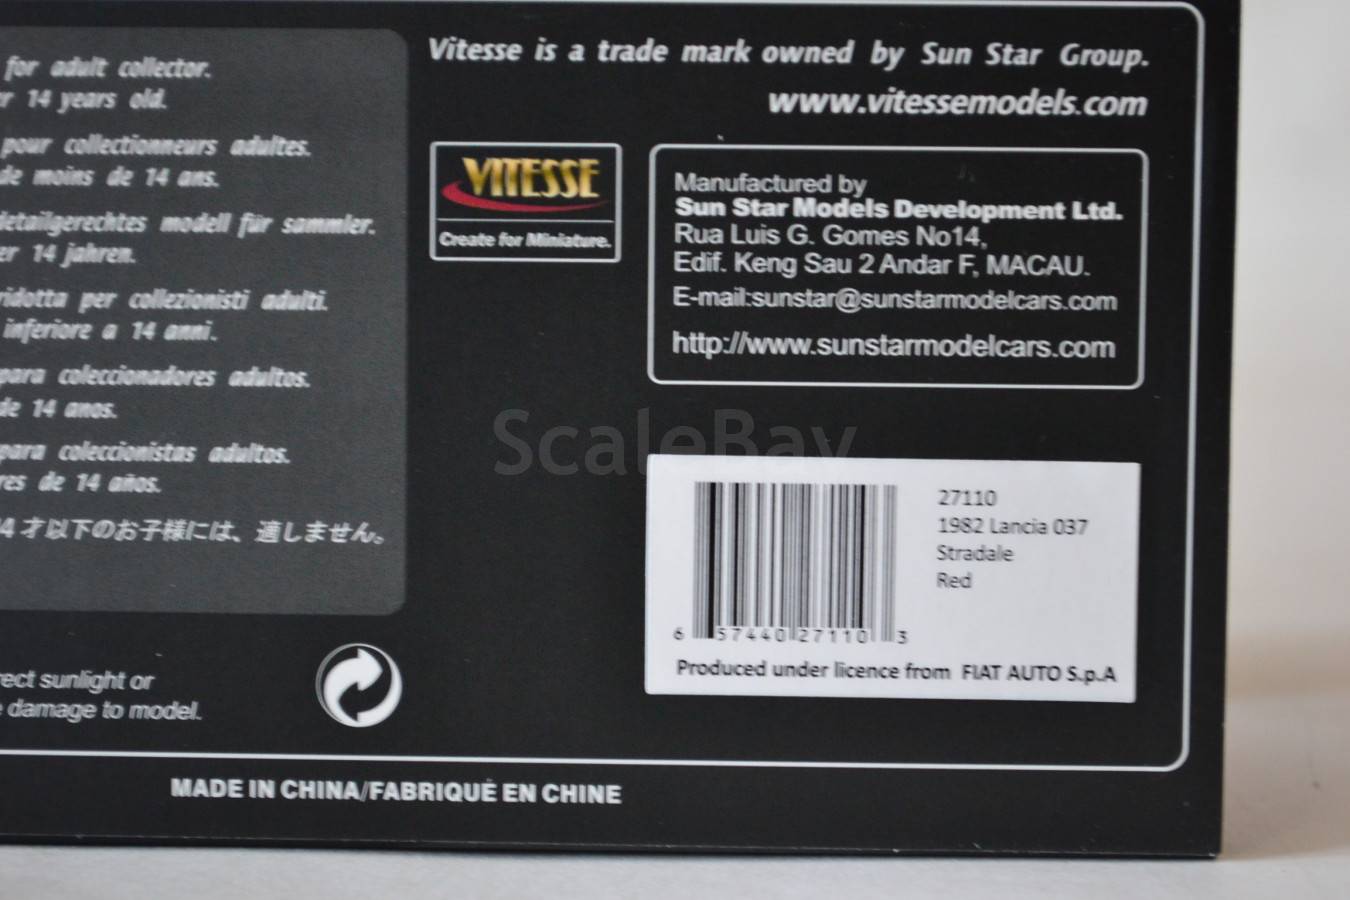 for adult collector.
14 years old.
pour collectionneurs adultes.
de moins de 14 ans.
detailgerechtes modell für sammler.
14 jahren.
ridotta per collezionisti adulti.
inferiore a 14 anni.
para coleccionadores adultos.
de 14 anos.
para coleccionistas adultos.
res de 14 años.
4 才以下のお子様には、適しません。
rect sunlight or
damage to model.
Vitesse is a trade mark owned by Sun Star Group.
www.vitessemodels.com
VITESSE
Create for Miniature.
Manufactured by
Sun Star Models Development Ltd.
Rua Luis G. Gomes No14,
Edif. Keng Sau 2 Andar F, MACAU.
E-mail:sunstar@sunstarmodelcars.com
http://www.sunstarmodelcars.com
ScaleBay
27110
1982 Lancia 037
Stradale
Red
6 57440 27110 3
Produced under licence from FIAT AUTO S.p.A
MADE IN CHINA/FABRIQUÉ EN CHINE